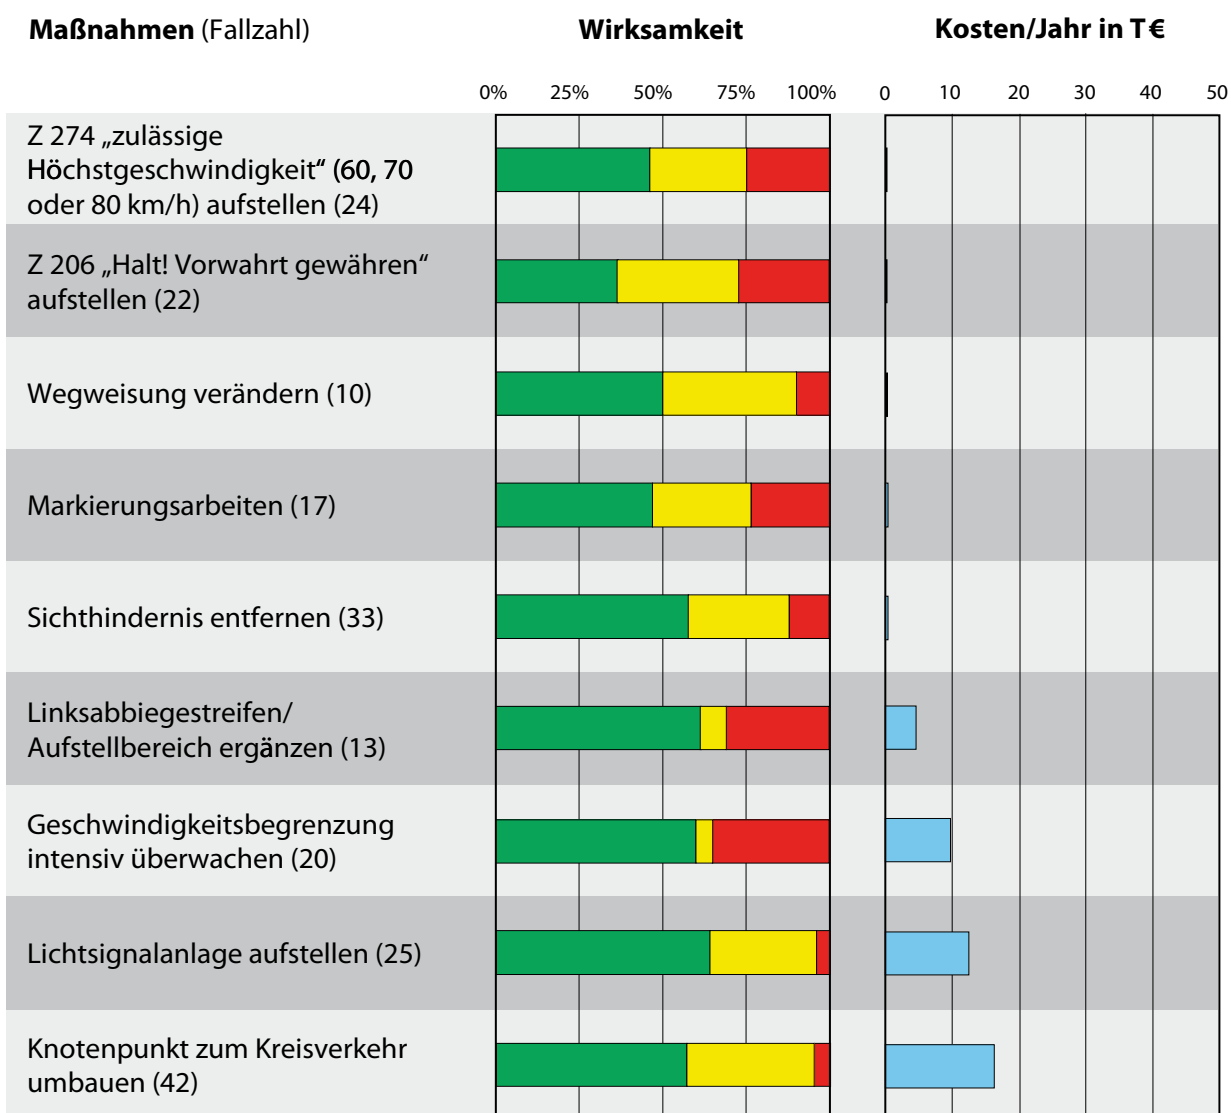 Maßnahmen (Fallzahl) Wirksamkeit Kosten/Jahr in T€
0% 25% 50% 75% 100% 0 10 20 30 40 50
Z 274 „zulässige
Höchstgeschwindigkeit“ (60, 70
oder 80 km/h) aufstellen (24)
Z 206 „Halt! Vorwahrt gewähren“
aufstellen (22)
Wegweisung verändern (10)
Markierungsarbeiten (17)
Sichthindernis entfernen (33)
Linksabbiegestreifen/
Aufstellbereich ergänzen (13)
Geschwindigkeitsbegrenzung
intensiv überwachen (20)
Lichtsignalanlage aufstellen (25)
Knotenpunkt zum Kreisverkehr
umbauen (42)